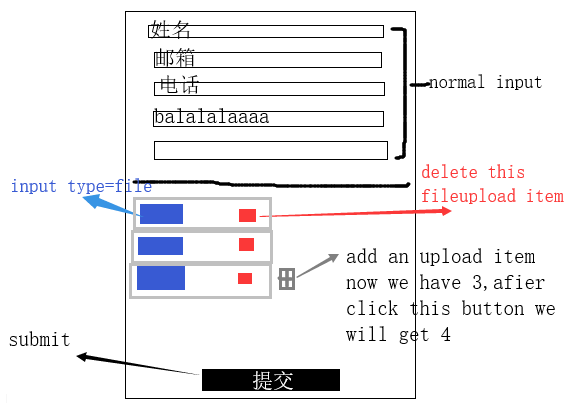 姓名
邮箱
电话
balalalaaaa
normal input
input type=file
delete this
fileupload item
add an upload item
now we have 3,afier
click this button we
will get 4
submit
提交